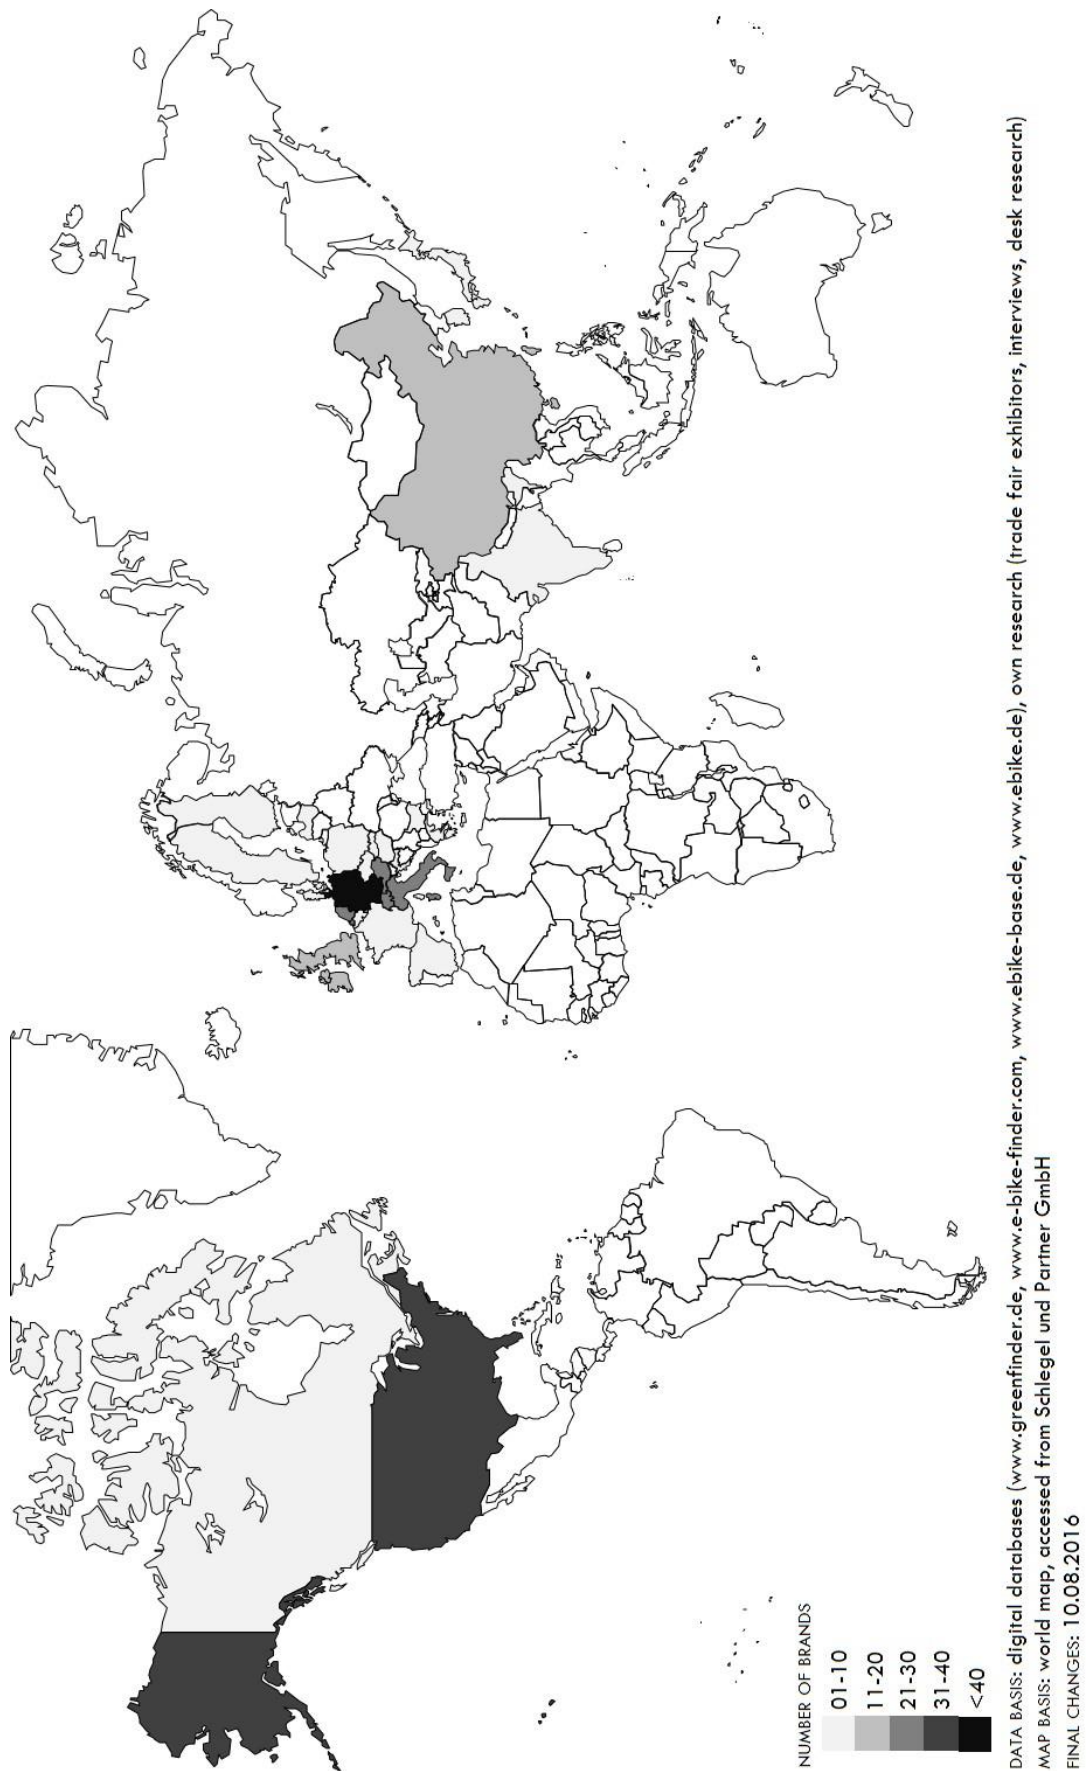 NUMBER OF BRANDS
01-10
11-20
21-30
31-40
<40
DATA BASIS: digital databases (www.greenfinder.de, www.e-bike-finder.com, www.ebike-base.de, www.ebike.de), own research (trade fair exhibitors, interviews, desk research)
MAP BASIS: world map, accessed from Schlegel und Partner GmbH
FINAL CHANGES: 10.08.2016